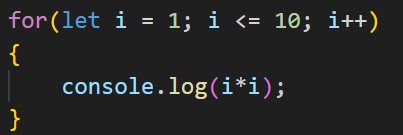 for(let i = 1; i <= 10; i++)
{
    console.log(i*i);
}